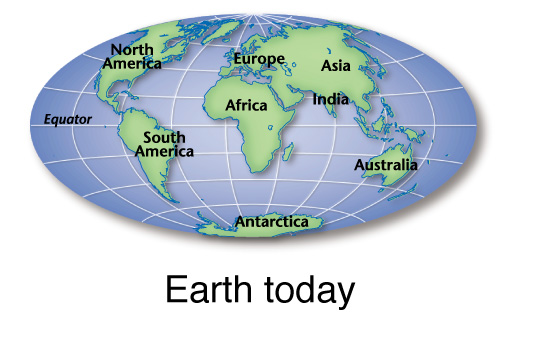 North
America
Europe
Asia
Africa
India
Equator
South
America
Australia
Antarctica
Earth today